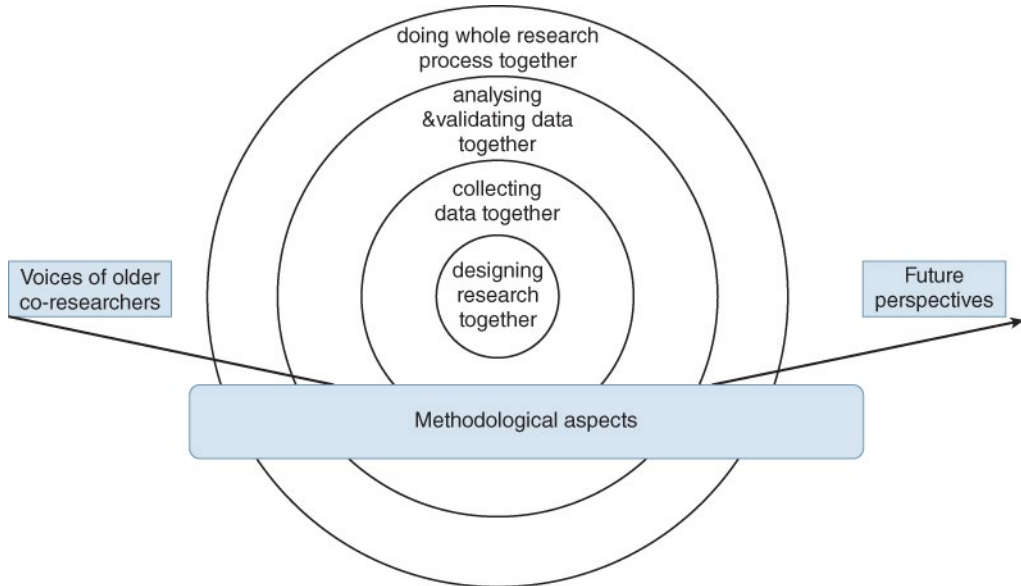 doing whole research
process together
analysing
&validating data
together
collecting
data together
designing
research
together
Voices of older
co-researchers
Future
perspectives
Methodological aspects